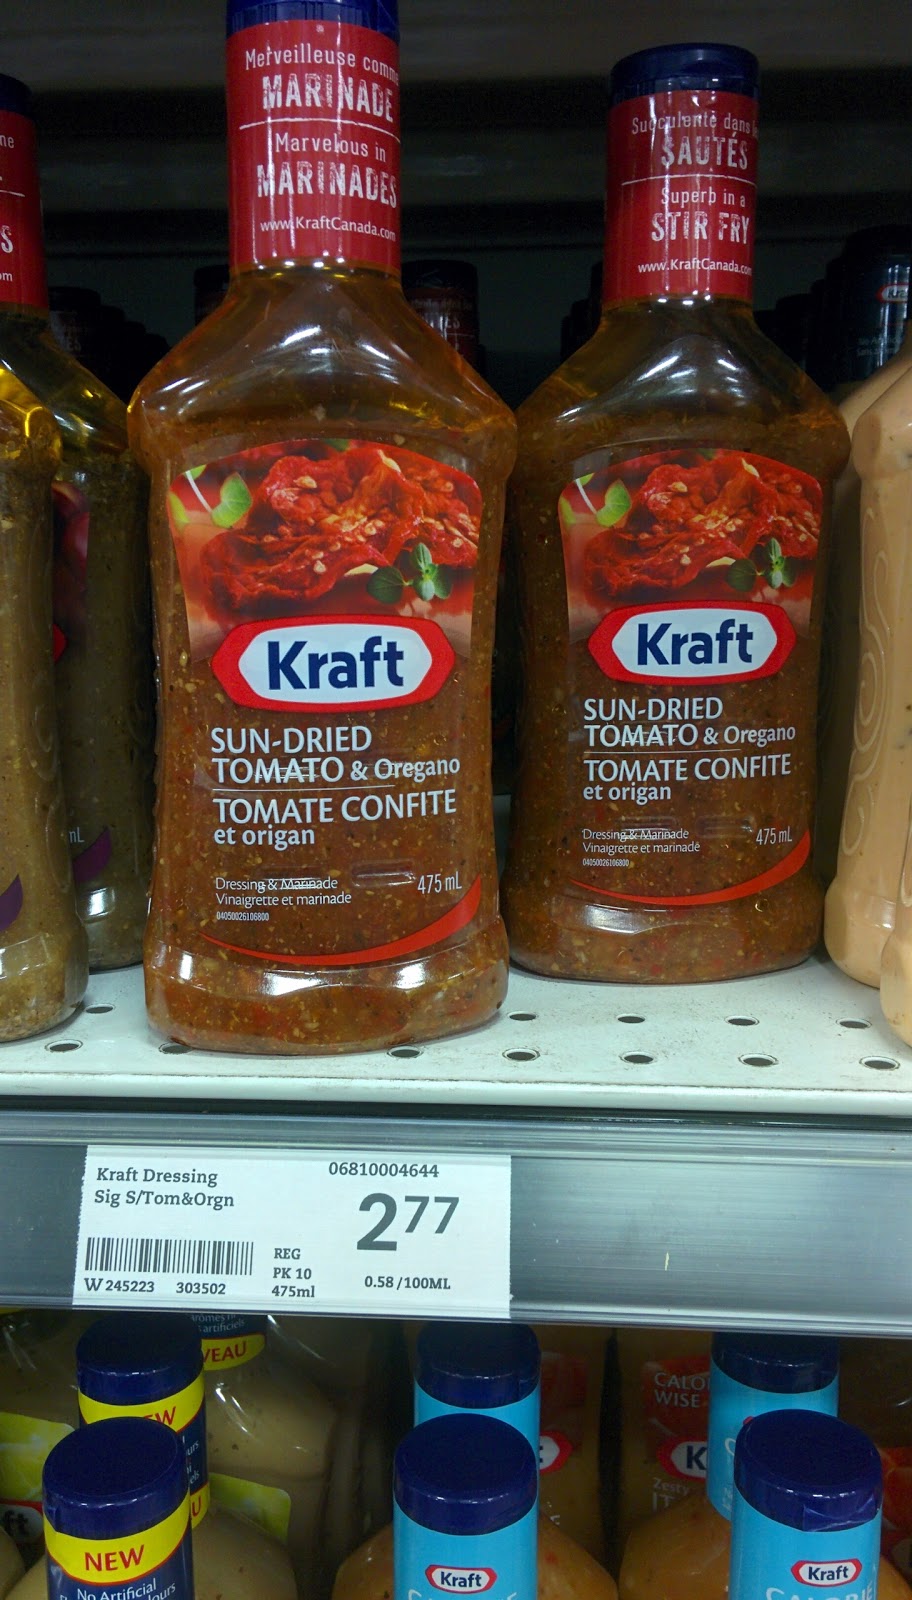 Merveilleuse comme
MARINADE
Marvelous in
MARINADES
www.KraftCanada.com
Succulente dans
SAUTÉS
Superb in a
STIR FRY
www.KraftCanada.com
Kraft
SUN-DRIED
TOMATO & Oregano
TOMATE CONFITE
et origan
Dressing & Marinade
Vinaigrette et marinade
04050026106800
475 mL
Kraft
SUN-DRIED
TOMATO & Oregano
TOMATE CONFITE
et origan
Dressing & Marinade
Vinaigrette et marinade
04050026106800
475 mL
Kraft Dressing
Sig S/Tom&Orgn
06810004644
2 77
REG
PK 10
475ml
0.58 /100ML
W 245223 303502
NEW
No Artificial
Kraft
Kraft
CALORIE
WISE
Zesty